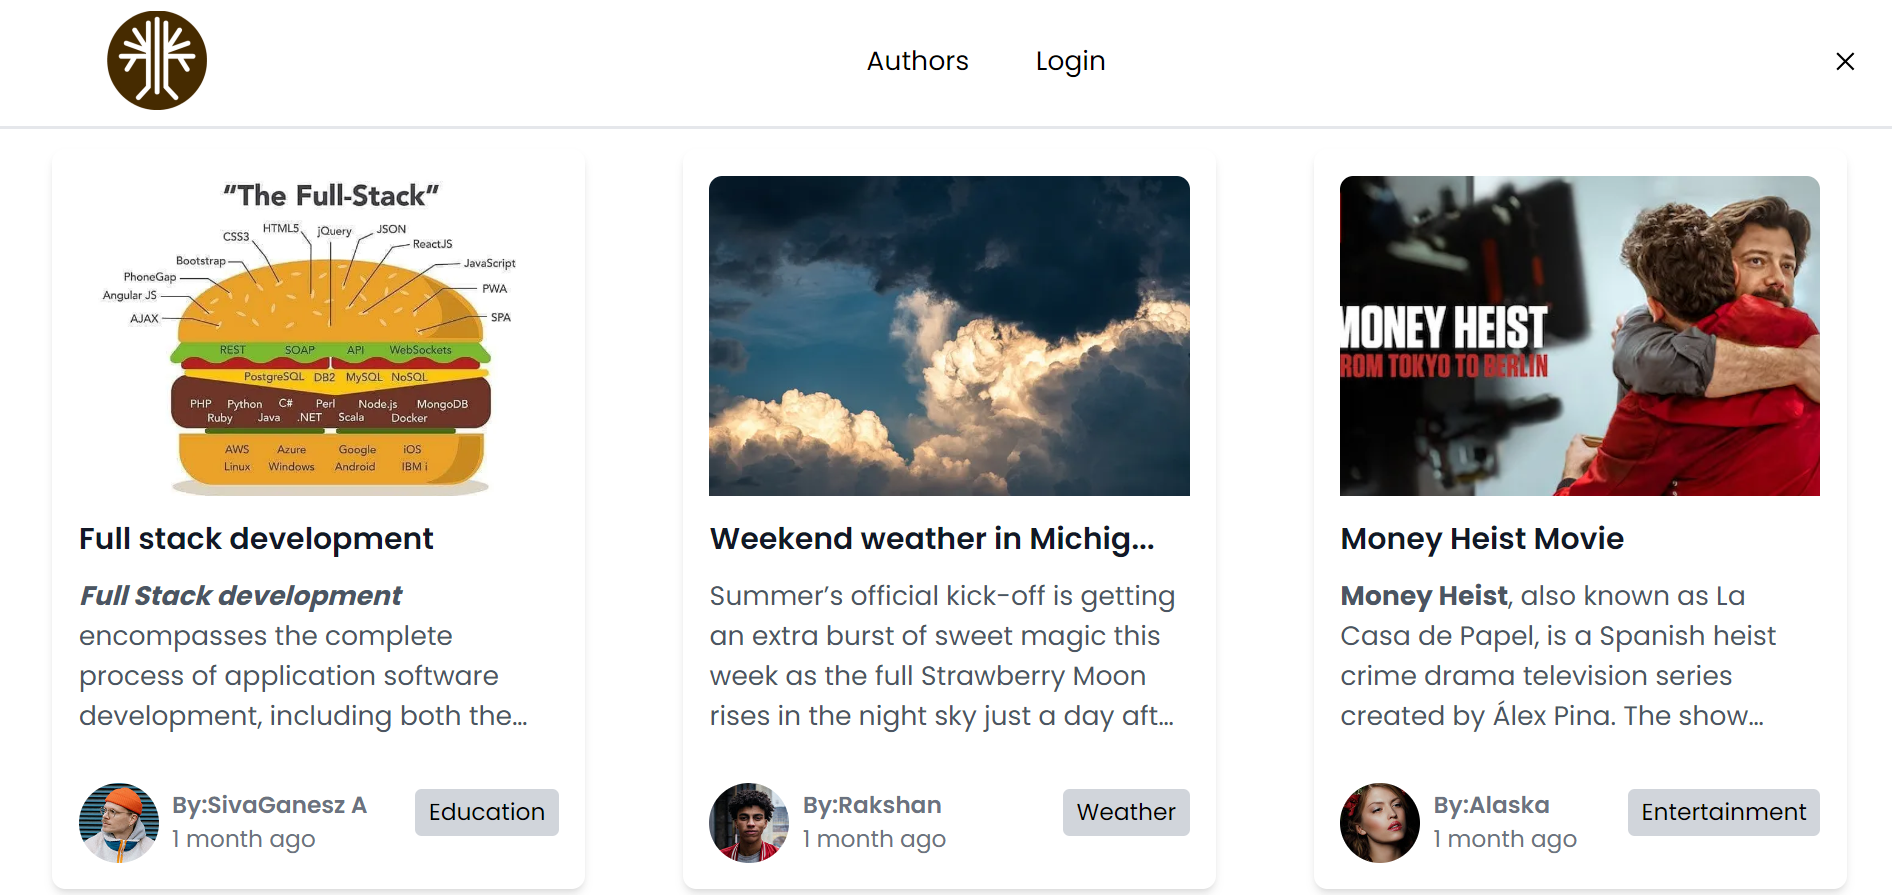 Authors Login
“The Full-Stack”
CSS3 HTML5 jQuery JSON
ReactJS
Bootstrap JavaScript
PhoneGap
Angular JS PWA
AJAX SPA
REST SOAP API WebSockets
PostgreSQL DB2 MySQL NoSQL
PHP Python C# Perl Node.js MongoDB
Ruby Java .NET Scala Docker
AWS Azure Google iOS
Linux Windows Android IBM i
Full stack development
Full Stack development
encompasses the complete
process of application software
development, including both the...
By:SivaGanesz A
1 month ago
Education
Weekend weather in Michig...
Summer’s official kick-off is getting
an extra burst of sweet magic this
week as the full Strawberry Moon
rises in the night sky just a day aft...
By:Rakshan
1 month ago
Weather
MONEY HEIST
ROM TOKYO TO BERLIN
Money Heist Movie
Money Heist, also known as La
Casa de Papel, is a Spanish heist
crime drama television series
created by Álex Pina. The show...
By:Alaska
1 month ago
Entertainment